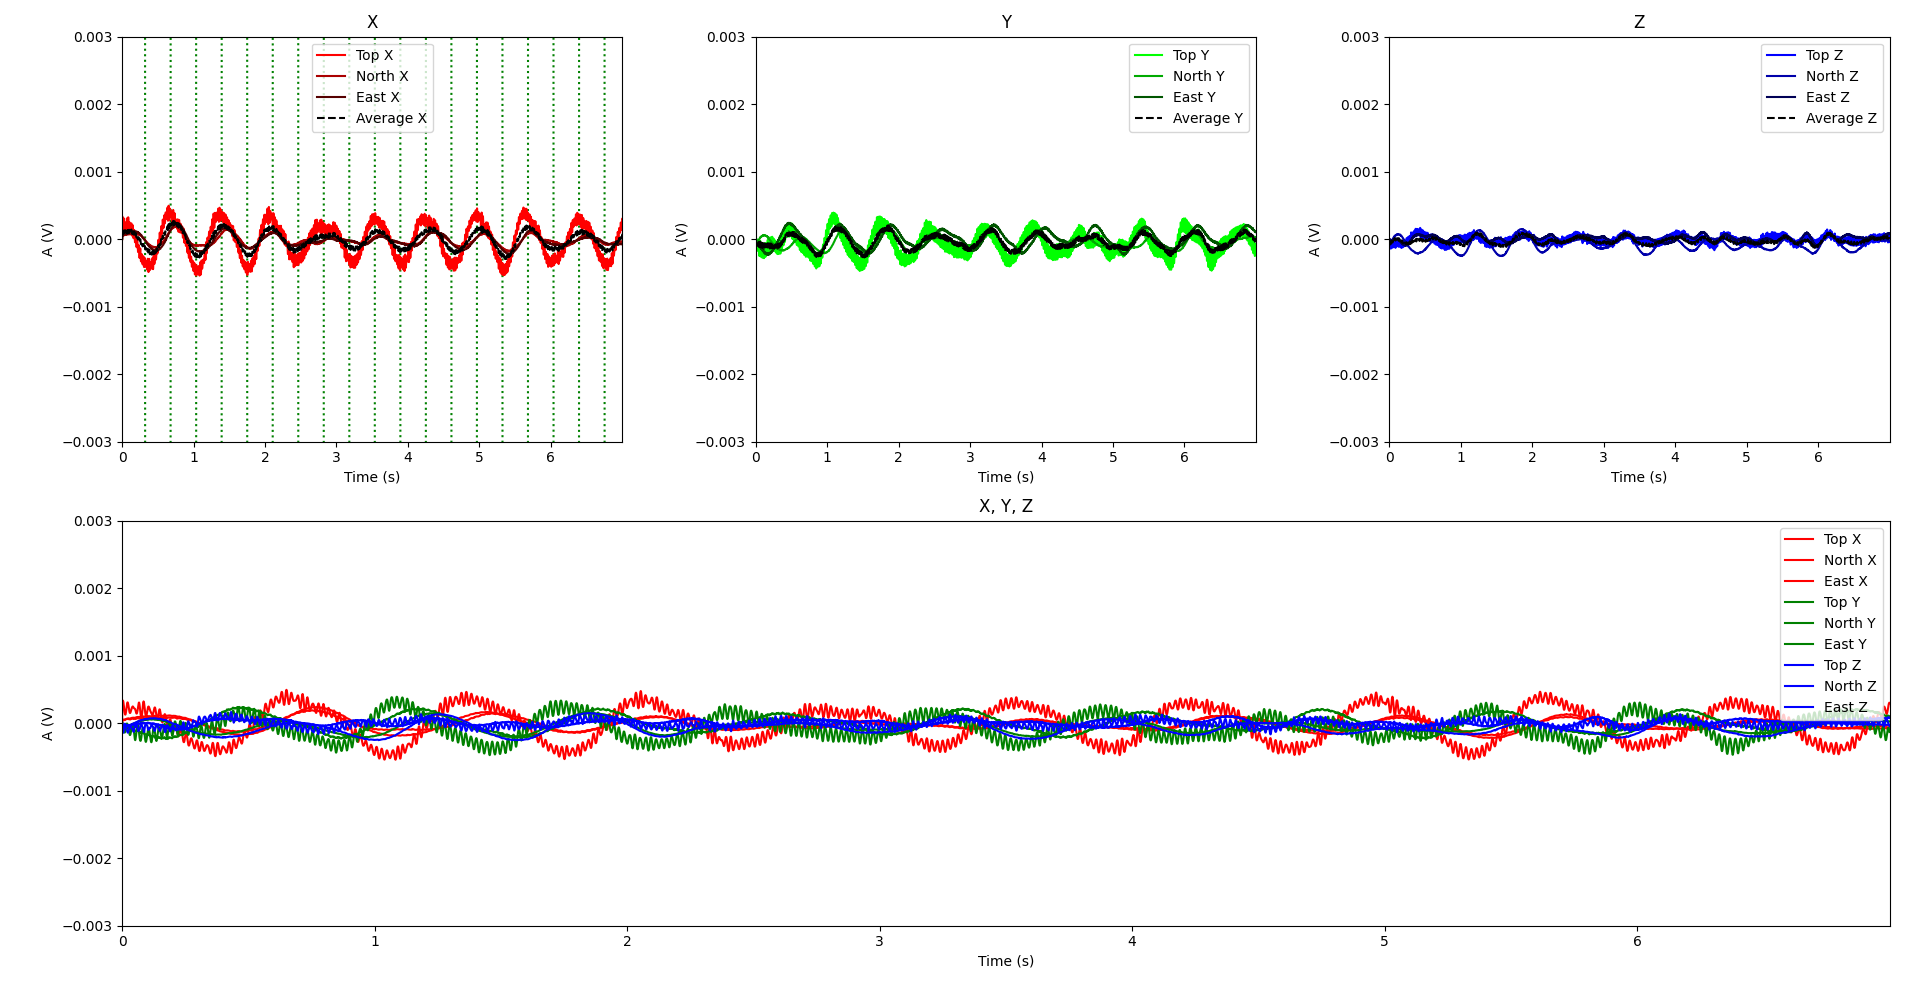 X
0.003
0.002
0.001
0.000
−0.001
−0.002
−0.003
A (V)
0 1 2 3 4 5 6
Time (s)
Top X
North X
East X
Average X
Y
0.003
0.002
0.001
0.000
−0.001
−0.002
−0.003
A (V)
0 1 2 3 4 5 6
Time (s)
Top Y
North Y
East Y
Average Y
Z
0.003
0.002
0.001
0.000
−0.001
−0.002
−0.003
A (V)
0 1 2 3 4 5 6
Time (s)
Top Z
North Z
East Z
Average Z
X, Y, Z
0.003
0.002
0.001
0.000
−0.001
−0.002
−0.003
A (V)
0 1 2 3 4 5 6
Time (s)
Top X
North X
East X
Top Y
North Y
East Y
Top Z
North Z
East Z